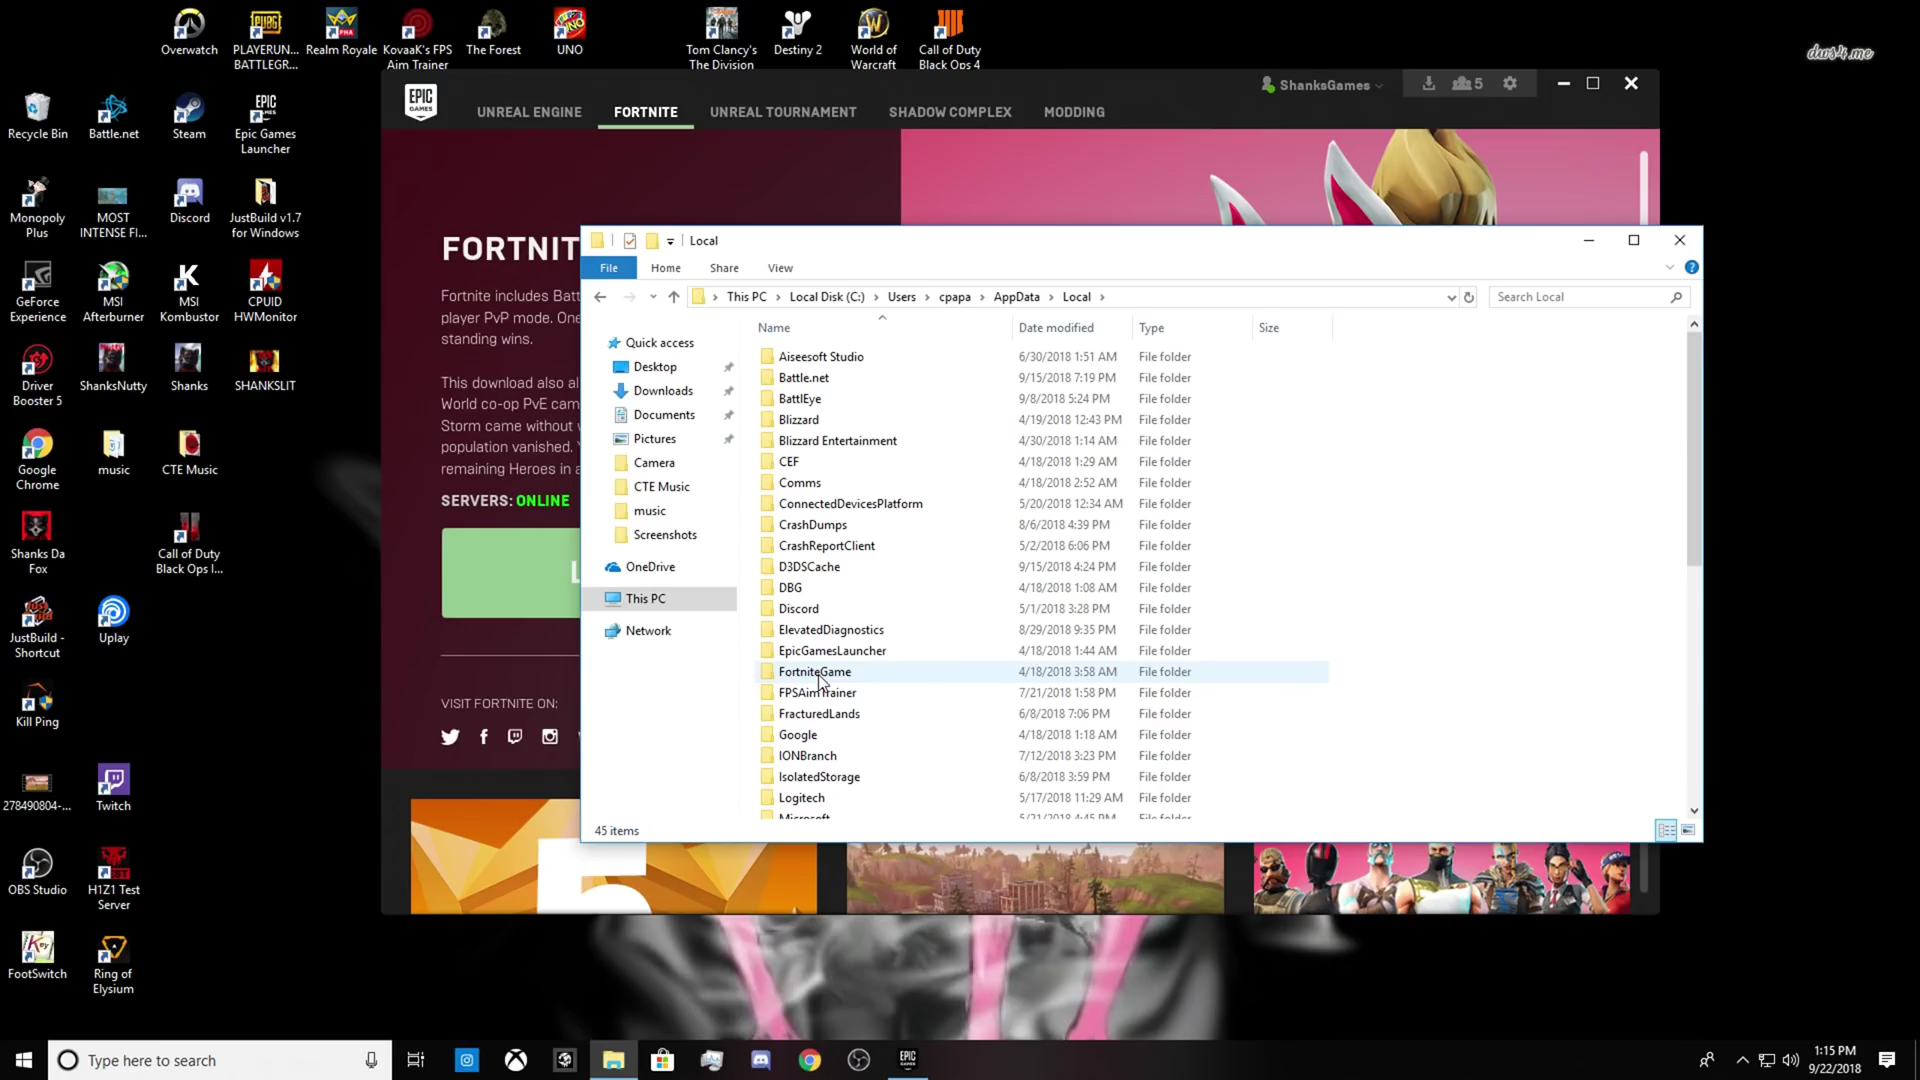 Overwatch
PLAYERUN...
BATTLEGR...
Realm Royale
KovaaK's FPS
Aim Trainer
The Forest
UNO
Tom Clancy's
The Division
Destiny 2
World of
Warcraft
Call of Duty
Black Ops 4
dws4.me
Recycle Bin
Battle.net
Steam
Epic Games
Launcher
Monopoly
Plus
MOST
INTENSE FI...
Discord
JustBuild v1.7
for Windows
GeForce
Experience
MSI
Afterburner
MSI
Kombustor
CPUID
HWMonitor
Driver
Booster 5
ShanksNutty
Shanks
SHANKSLIT
Google
Chrome
music
CTE Music
Shanks Da
Fox
Call of Duty
Black Ops I...
JustBuild -
Shortcut
Uplay
Kill Ping
278490804-...
Twitch
OBS Studio
H1Z1 Test
Server
FootSwitch
Ring of
Elysium
EPIC
GAMES
UNREAL ENGINE
FORTNITE
UNREAL TOURNAMENT
SHADOW COMPLEX
MODDING
ShanksGames
5
FORTNIT
Fortnite includes Batt
player PvP mode. One
standing wins.
This download also al
World co-op PvE cam
Storm came without w
population vanished. 
remaining Heroes in a
SERVERS: ONLINE
L
VISIT FORTNITE ON:
5
Local
File
Home
Share
View
This PC > Local Disk (C:) > Users > cpapa > AppData > Local >
Search Local
Quick access
Desktop
Downloads
Documents
Pictures
Camera
CTE Music
music
Screenshots
OneDrive
This PC
Network
Name Date modified Type Size
Aiseesoft Studio 6/30/2018 1:51 AM File folder
Battle.net 9/15/2018 7:19 PM File folder
BattlEye 9/8/2018 5:24 PM File folder
Blizzard 4/19/2018 12:43 PM File folder
Blizzard Entertainment 4/30/2018 1:14 AM File folder
CEF 4/18/2018 1:29 AM File folder
Comms 4/18/2018 2:52 AM File folder
ConnectedDevicesPlatform 5/20/2018 12:34 AM File folder
CrashDumps 8/6/2018 4:39 PM File folder
CrashReportClient 5/2/2018 6:06 PM File folder
D3DSCache 9/15/2018 4:24 PM File folder
DBG 4/18/2018 1:08 AM File folder
Discord 5/1/2018 3:28 PM File folder
ElevatedDiagnostics 8/29/2018 9:35 PM File folder
EpicGamesLauncher 4/18/2018 1:44 AM File folder
FortniteGame 4/18/2018 3:58 AM File folder
FPSAimTrainer 7/21/2018 1:58 PM File folder
FracturedLands 6/8/2018 7:06 PM File folder
Google 4/18/2018 1:18 AM File folder
IONBranch 7/12/2018 3:23 PM File folder
IsolatedStorage 6/8/2018 3:59 PM File folder
Logitech 5/17/2018 11:29 AM File folder
Microsoft 5/21/2018 4:45 PM File folder
45 items
Type here to search
1:15 PM
9/22/2018